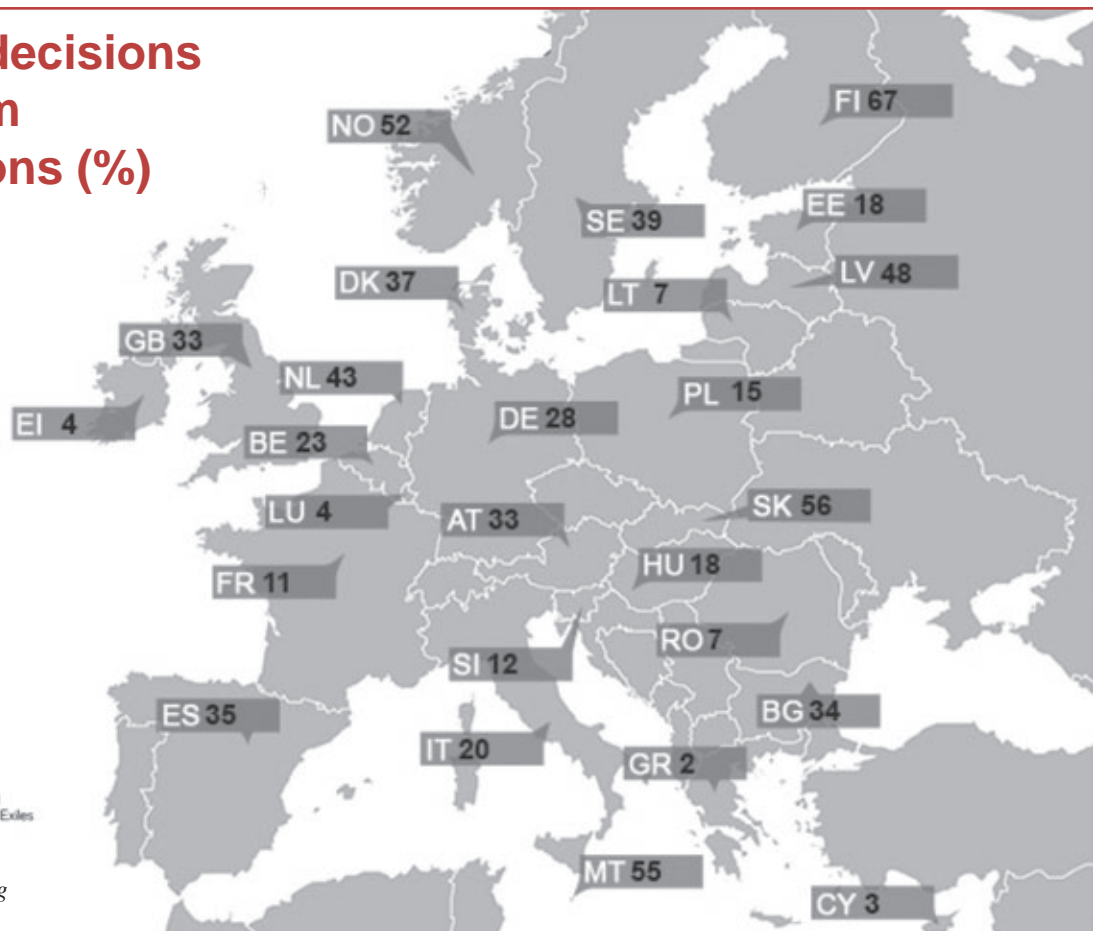 decisions
ons (%)
FI 67
NO 52
EE 18
SE 39
LV 48
DK 37
LT 7
GB 33
NL 43
PL 15
EI 4
DE 28
BE 23
SK 56
LU 4
AT 33
HU 18
FR 11
RO 7
SI 12
BG 34
ES 35
IT 20
GR 2
Exiles
MT 55
g
CY 3